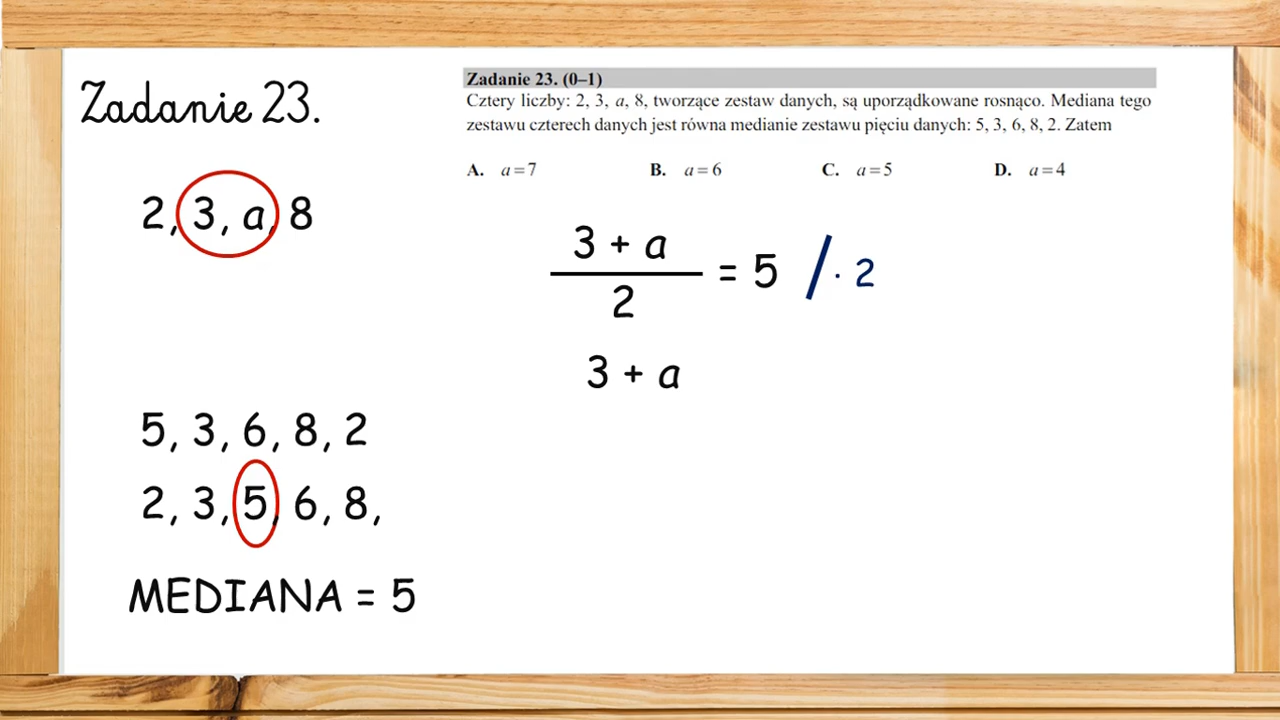 Zadanie 23.
Zadanie 23. (0–1)
Cztery liczby: 2, 3, a, 8, tworzące zestaw danych, są uporządkowane rosnąco. Mediana tego
zestawu czterech danych jest równa medianie zestawu pięciu danych: 5, 3, 6, 8, 2. Zatem
A. a = 7 B. a = 6 C. a = 5 D. a = 4
2, 3, a, 8
3 + a
= 5 / · 2
2
3 + a
5, 3, 6, 8, 2
2, 3, 5, 6, 8,
MEDIANA = 5